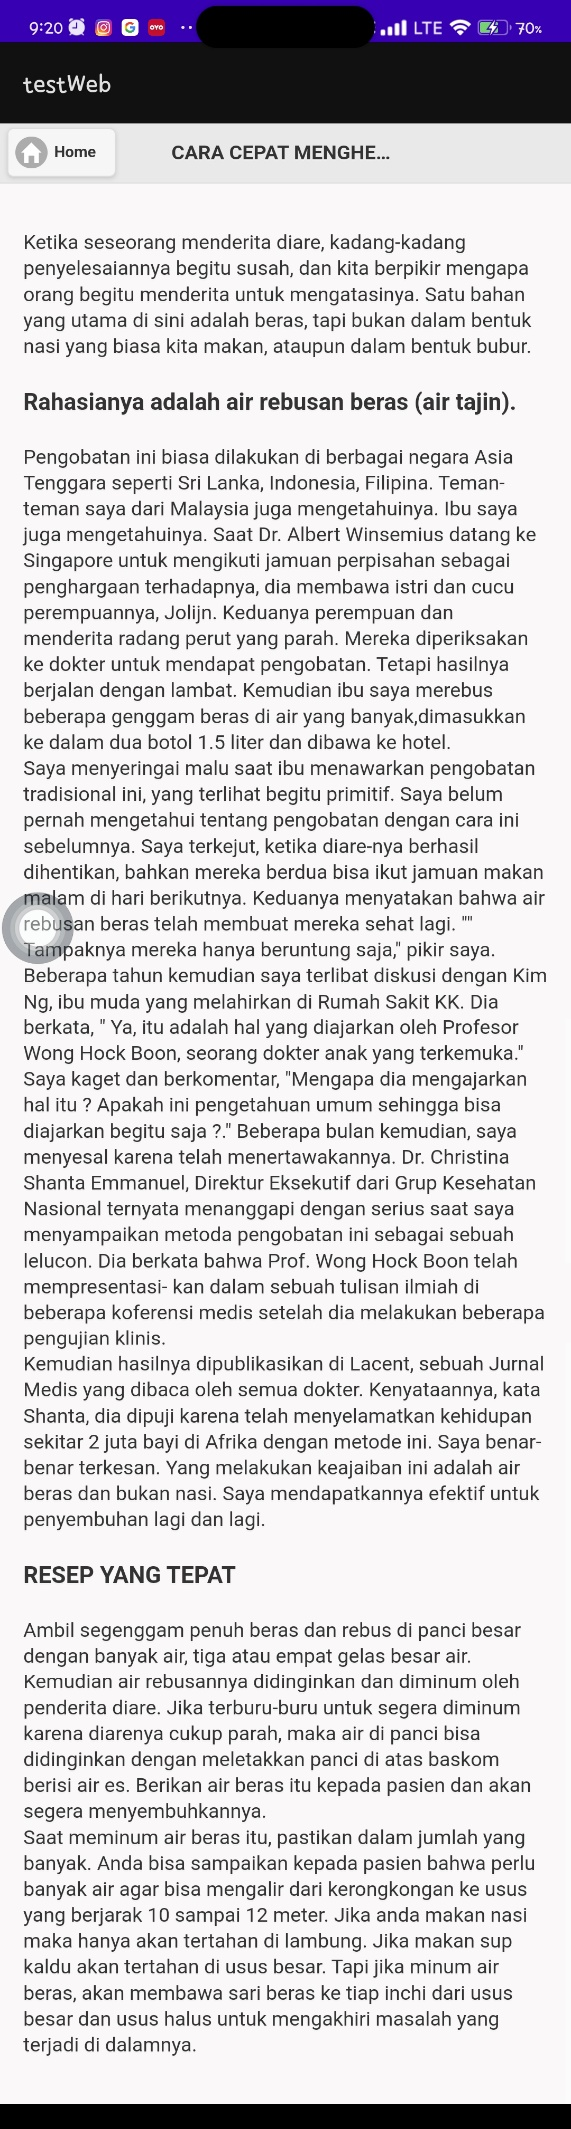 9:20
LTE
70%
testWeb
Home
CARA CEPAT MENGHE...
Ketika seseorang menderita diare, kadang-kadang
penyelesaiannya begitu susah, dan kita berpikir mengapa
orang begitu menderita untuk mengatasinya. Satu bahan
yang utama di sini adalah beras, tapi bukan dalam bentuk
nasi yang biasa kita makan, ataupun dalam bentuk bubur.
Rahasianya adalah air rebusan beras (air tajin).
Pengobatan ini biasa dilakukan di berbagai negara Asia
Tenggara seperti Sri Lanka, Indonesia, Filipina. Teman-
teman saya dari Malaysia juga mengetahuinya. Ibu saya
juga mengetahuinya. Saat Dr. Albert Winsemius datang ke
Singapore untuk mengikuti jamuan perpisahan sebagai
penghargaan terhadapnya, dia membawa istri dan cucu
perempuannya, Jolijn. Keduanya perempuan dan
menderita radang perut yang parah. Mereka diperiksakan
ke dokter untuk mendapat pengobatan. Tetapi hasilnya
berjalan dengan lambat. Kemudian ibu saya merebus
beberapa genggam beras di air yang banyak,dimasukkan
ke dalam dua botol 1.5 liter dan dibawa ke hotel.
Saya menyeringai malu saat ibu menawarkan pengobatan
tradisional ini, yang terlihat begitu primitif. Saya belum
pernah mengetahui tentang pengobatan dengan cara ini
sebelumnya. Saya terkejut, ketika diare-nya berhasil
dihentikan, bahkan mereka berdua bisa ikut jamuan makan
malam di hari berikutnya. Keduanya menyatakan bahwa air
rebusan beras telah membuat mereka sehat lagi. ""
Tampaknya mereka hanya beruntung saja," pikir saya.
Beberapa tahun kemudian saya terlibat diskusi dengan Kim
Ng, ibu muda yang melahirkan di Rumah Sakit KK. Dia
berkata, " Ya, itu adalah hal yang diajarkan oleh Profesor
Wong Hock Boon, seorang dokter anak yang terkemuka."
Saya kaget dan berkomentar, "Mengapa dia mengajarkan
hal itu ? Apakah ini pengetahuan umum sehingga bisa
diajarkan begitu saja ?." Beberapa bulan kemudian, saya
menyesal karena telah menertawakannya. Dr. Christina
Shanta Emmanuel, Direktur Eksekutif dari Grup Kesehatan
Nasional ternyata menanggapi dengan serius saat saya
menyampaikan metoda pengobatan ini sebagai sebuah
lelucon. Dia berkata bahwa Prof. Wong Hock Boon telah
mempresentasi- kan dalam sebuah tulisan ilmiah di
beberapa koferensi medis setelah dia melakukan beberapa
pengujian klinis.
Kemudian hasilnya dipublikasikan di Lacent, sebuah Jurnal
Medis yang dibaca oleh semua dokter. Kenyataannya, kata
Shanta, dia dipuji karena telah menyelamatkan kehidupan
sekitar 2 juta bayi di Afrika dengan metode ini. Saya benar-
benar terkesan. Yang melakukan keajaiban ini adalah air
beras dan bukan nasi. Saya mendapatkannya efektif untuk
penyembuhan lagi dan lagi.
RESEP YANG TEPAT
Ambil segenggam penuh beras dan rebus di panci besar
dengan banyak air, tiga atau empat gelas besar air.
Kemudian air rebusannya didinginkan dan diminum oleh
penderita diare. Jika terburu-buru untuk segera diminum
karena diarenya cukup parah, maka air di panci bisa
didinginkan dengan meletakkan panci di atas baskom
berisi air es. Berikan air beras itu kepada pasien dan akan
segera menyembuhkannya.
Saat meminum air beras itu, pastikan dalam jumlah yang
banyak. Anda bisa sampaikan kepada pasien bahwa perlu
banyak air agar bisa mengalir dari kerongkongan ke usus
yang berjarak 10 sampai 12 meter. Jika anda makan nasi
maka hanya akan tertahan di lambung. Jika makan sup
kaldu akan tertahan di usus besar. Tapi jika minum air
beras, akan membawa sari beras ke tiap inchi dari usus
besar dan usus halus untuk mengakhiri masalah yang
terjadi di dalamnya.